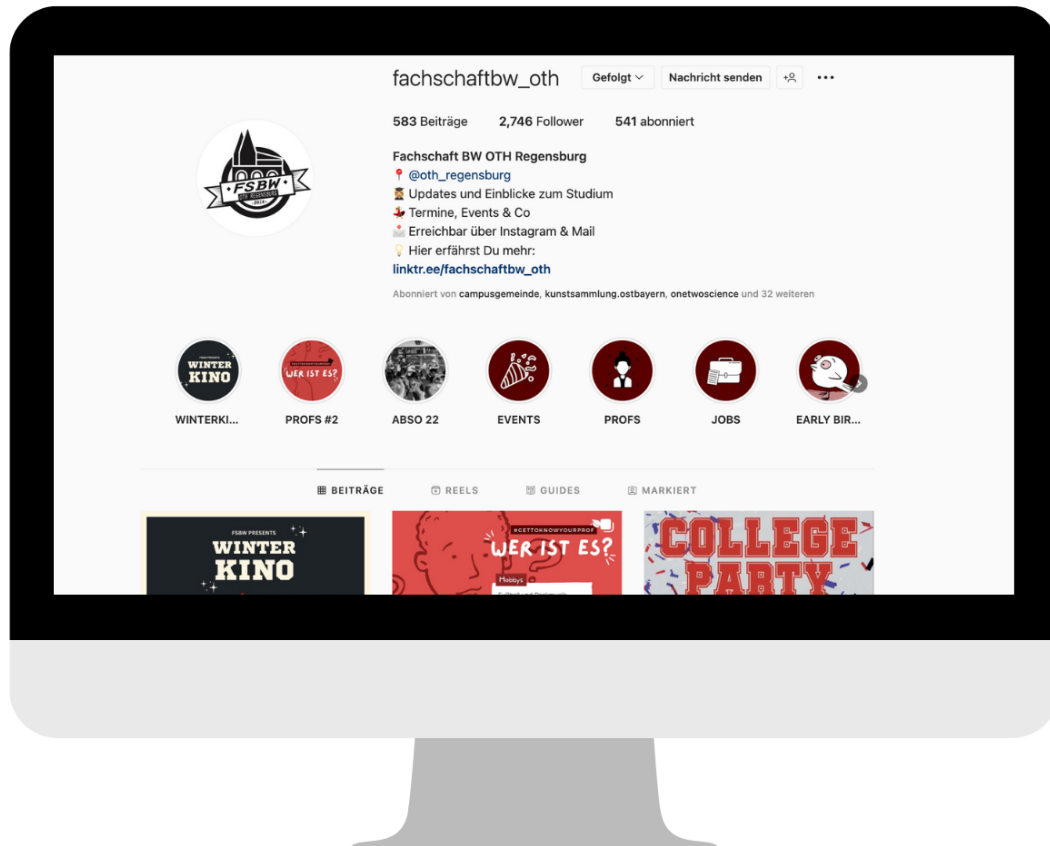 fachschaftbw_oth Gefolgt Nachricht senden
583 Beiträge 2,746 Follower 541 abonniert
Fachschaft BW OTH Regensburg
@oth_regensburg
Updates und Einblicke zum Studium
Termine, Events & Co
Erreichbar über Instagram & Mail
Hier erfährst Du mehr:
linktr.ee/fachschaftbw_oth
Abonniert von campusgemeinde, kunstsammlung.ostbayern, onetwoscience und 32 weiteren
·FSBW·
OTH REGENSBURG
·2014·
WINTER
KINO
WER IST ES?
WINTERKI... PROFS #2 ABSO 22 EVENTS PROFS JOBS EARLY BIR...
BEITRÄGE REELS GUIDES MARKIERT
FSBW PRESENTS
WINTER
KINO
#GETTOKNOWYOURPROF
WER IST ES?
Hobbys
COLLEGE
PARTY